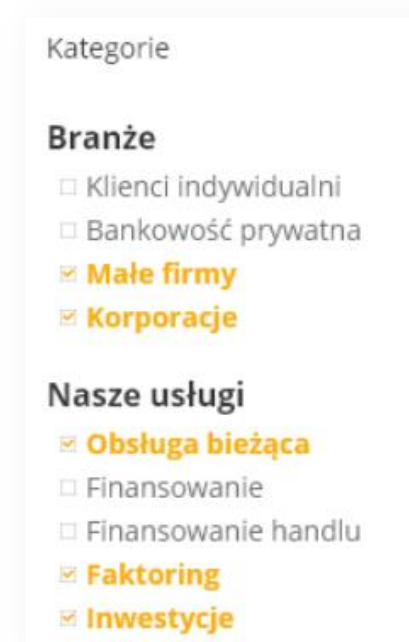 Kategorie
Branże
Klienci indywidualni
Bankowość prywatna
Małe firmy
Korporacje
Nasze usługi
Obsługa bieżąca
Finansowanie
Finansowanie handlu
Faktoring
Inwestycje